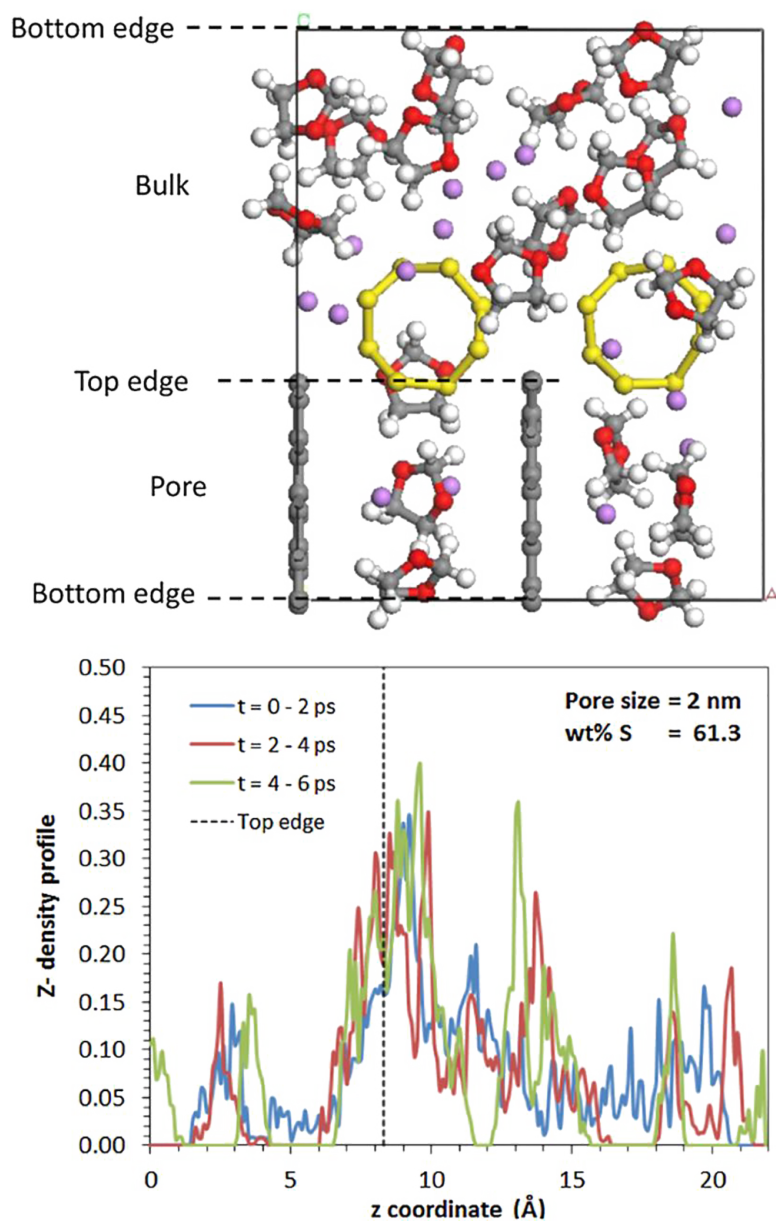 C
Bottom edge
Bulk
Top edge
Pore
Bottom edge
A
0.50
0.45
0.40
0.35
0.30
0.25
0.20
0.15
0.10
0.05
0.00
Z- density profile
t = 0 - 2 ps
t = 2 - 4 ps
t = 4 - 6 ps
Top edge
Pore size = 2 nm
wt% S = 61.3
0 5 10 15 20
z coordinate (Å)